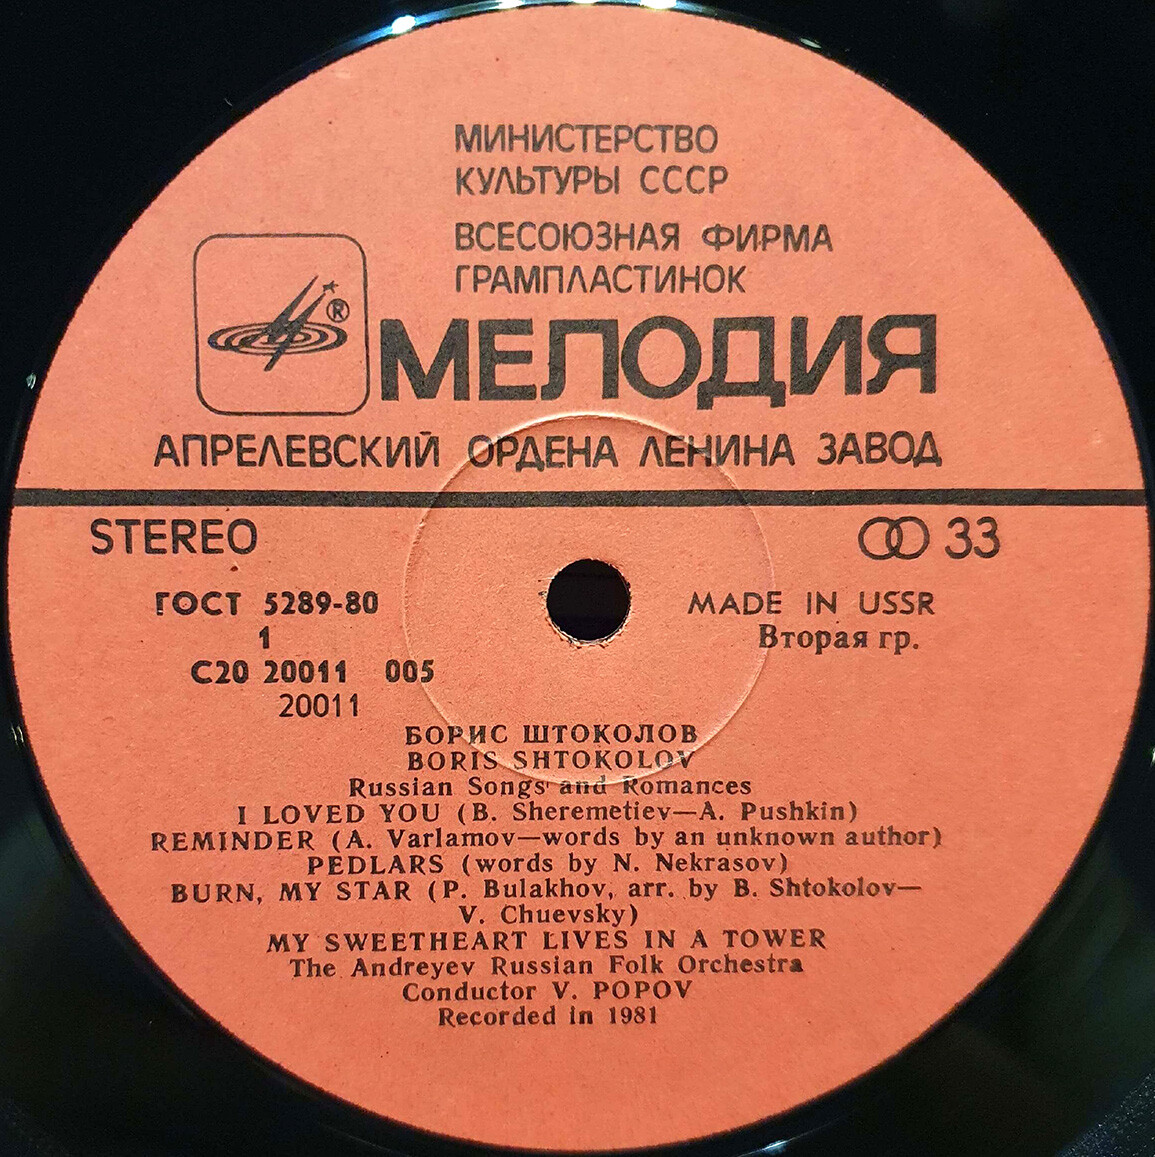 МИНИСТЕРСТВО
КУЛЬТУРЫ СССР
ВСЕСОЮЗНАЯ ФИРМА
ГРАМПЛАСТИНОК
®
МЕЛОДИЯ
АПРЕЛЕВСКИЙ ОРДЕНА ЛЕНИНА ЗАВОД
STEREO
33
ГОСТ 5289-80
MADE IN USSR
1
Вторая гр.
С20 20011 005
20011
БОРИС ШТОКОЛОВ
BORIS SHTOKOLOV
Russian Songs and Romances
I LOVED YOU (B. Sheremetiev—A. Pushkin)
REMINDER (A. Varlamov—words by an unknown author)
PEDLARS (words by N. Nekrasov)
BURN, MY STAR (P. Bulakhov, arr. by B. Shtokolov—
V. Chuevsky)
MY SWEETHEART LIVES IN A TOWER
The Andreyev Russian Folk Orchestra
Conductor V. POPOV
Recorded in 1981